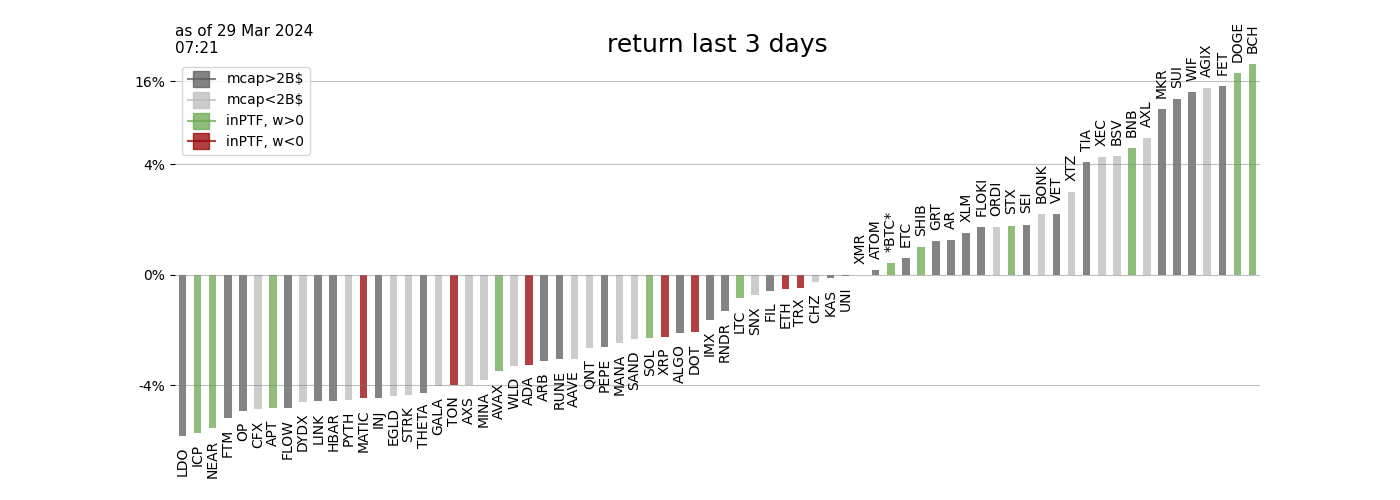 as of 29 Mar 2024
07:21
return last 3 days
mcap>2B$
mcap<2B$
inPTF, w>0
inPTF, w<0
16%
4%
0%
-4%
LDO
ICP
NEAR
FTM
OP
CFX
APT
FLOW
DYDX
LINK
HBAR
PYTH
MATIC
INJ
EGLD
STRK
THETA
GALA
TON
AXS
MINA
AVAX
WLD
ADA
ARB
RUNE
AAVE
QNT
PEPE
MANA
SAND
SOL
XRP
ALGO
DOT
IMX
RNDR
LTC
SNX
FIL
ETH
TRX
CHZ
KAS
UNI
XMR
ATOM
*BTC*
ETC
SHIB
GRT
AR
XLM
FLOKI
ORDI
STX
SEI
BONK
VET
XTZ
TIA
XEC
BSV
BNB
AXL
MKR
SUI
WIF
AGIX
FET
DOGE
BCH